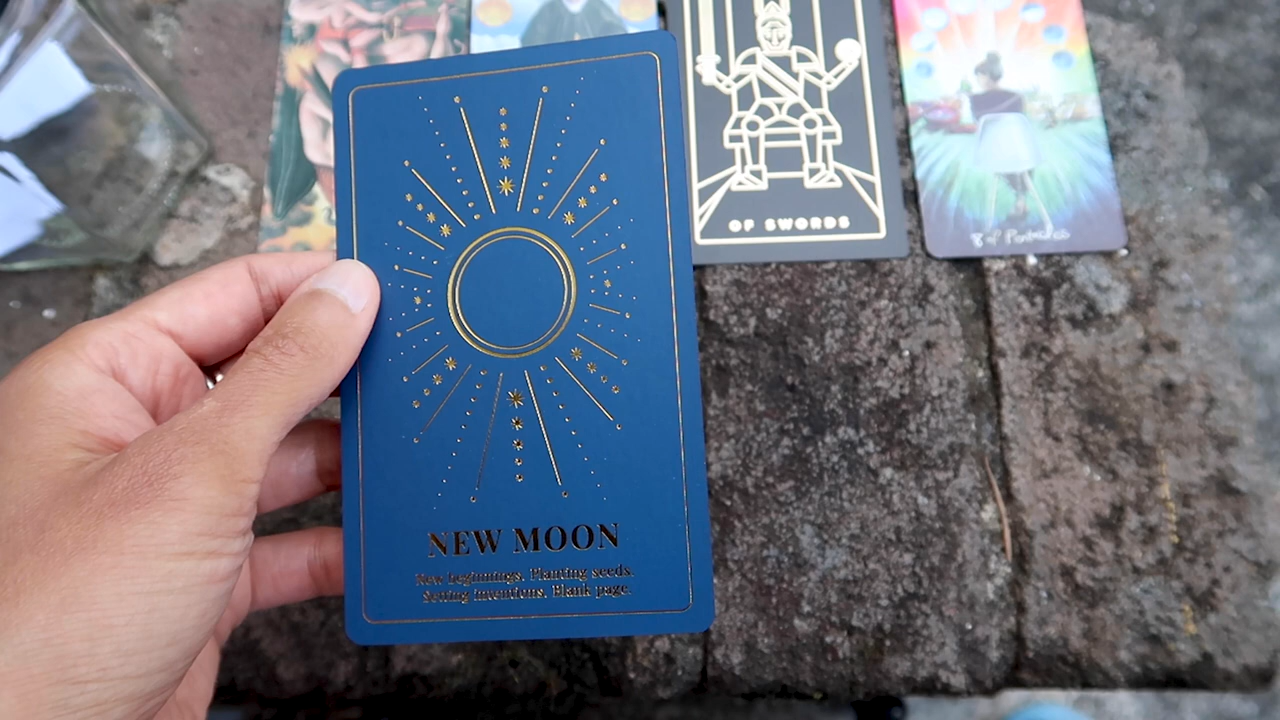 OF SWORDS
8 of Pentacles
NEW MOON
New beginnings. Planting seeds.
Setting intentions. Blank page.